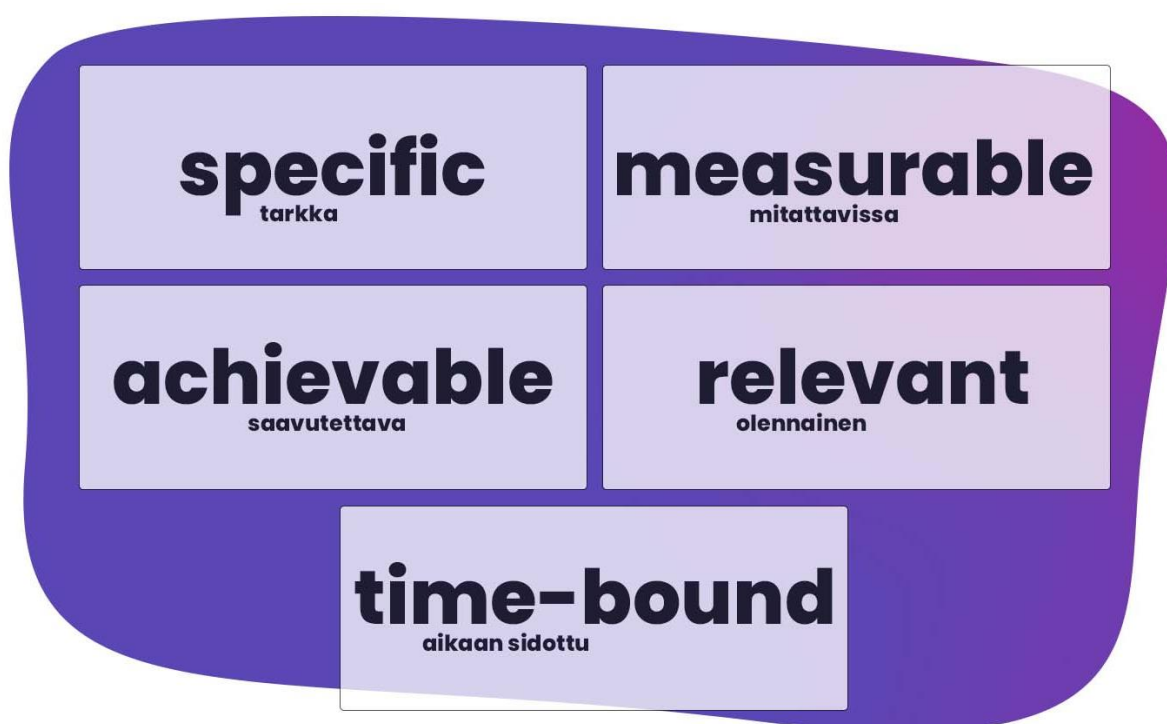 specific
tarkka
measurable
mitattavissa
achievable
saavutettava
relevant
olennainen
time-bound
aikaan sidottu